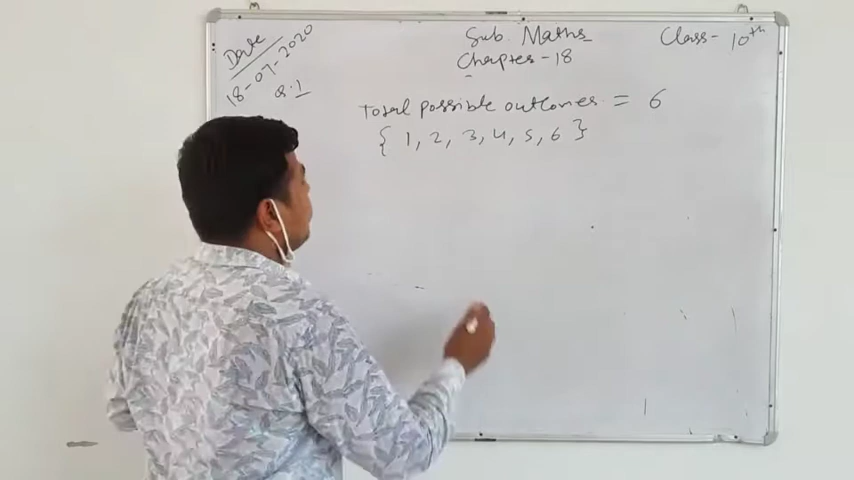 Date
18-07-2020
Q.1
Sub. Maths
Class- 10th
Chapter-18
Total possible outcomes = 6
{ 1, 2, 3, 4, 5, 6 }